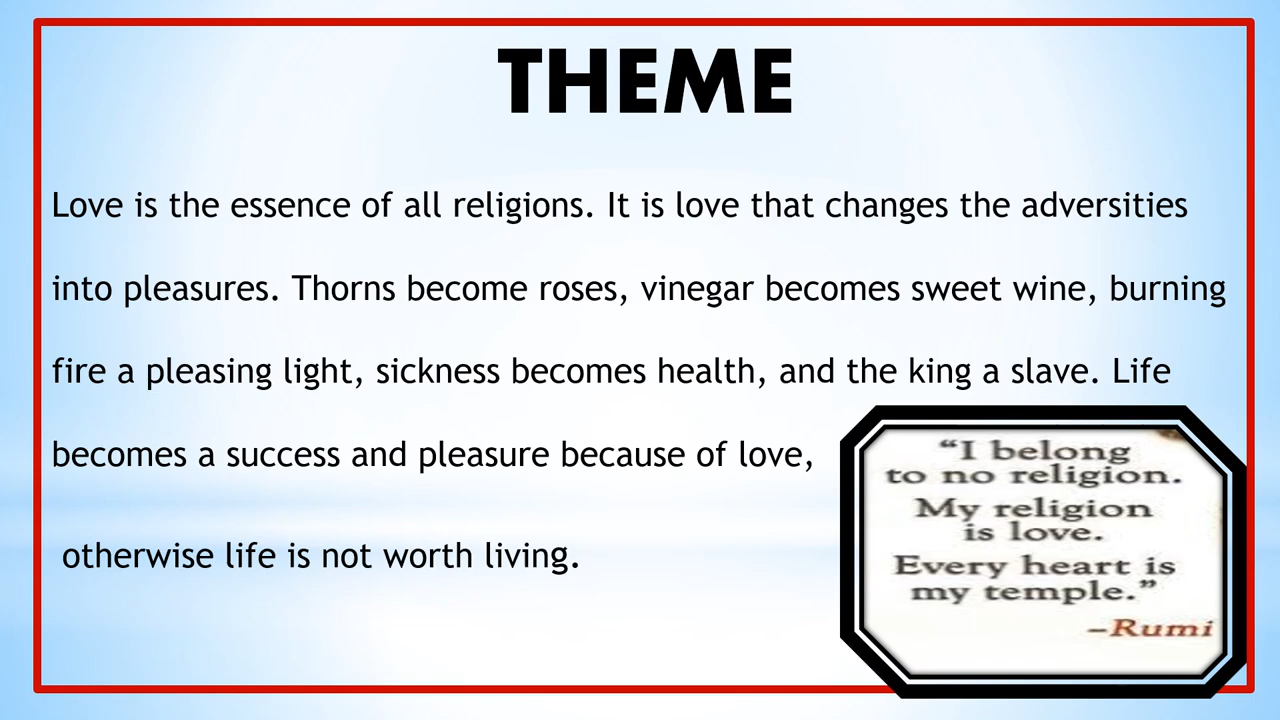 THEME
Love is the essence of all religions. It is love that changes the adversities
into pleasures. Thorns become roses, vinegar becomes sweet wine, burning
fire a pleasing light, sickness becomes health, and the king a slave. Life
becomes a success and pleasure because of love,
otherwise life is not worth living.
“I belong
to no religion.
My religion
is love.
Every heart is
my temple.”
–Rumi